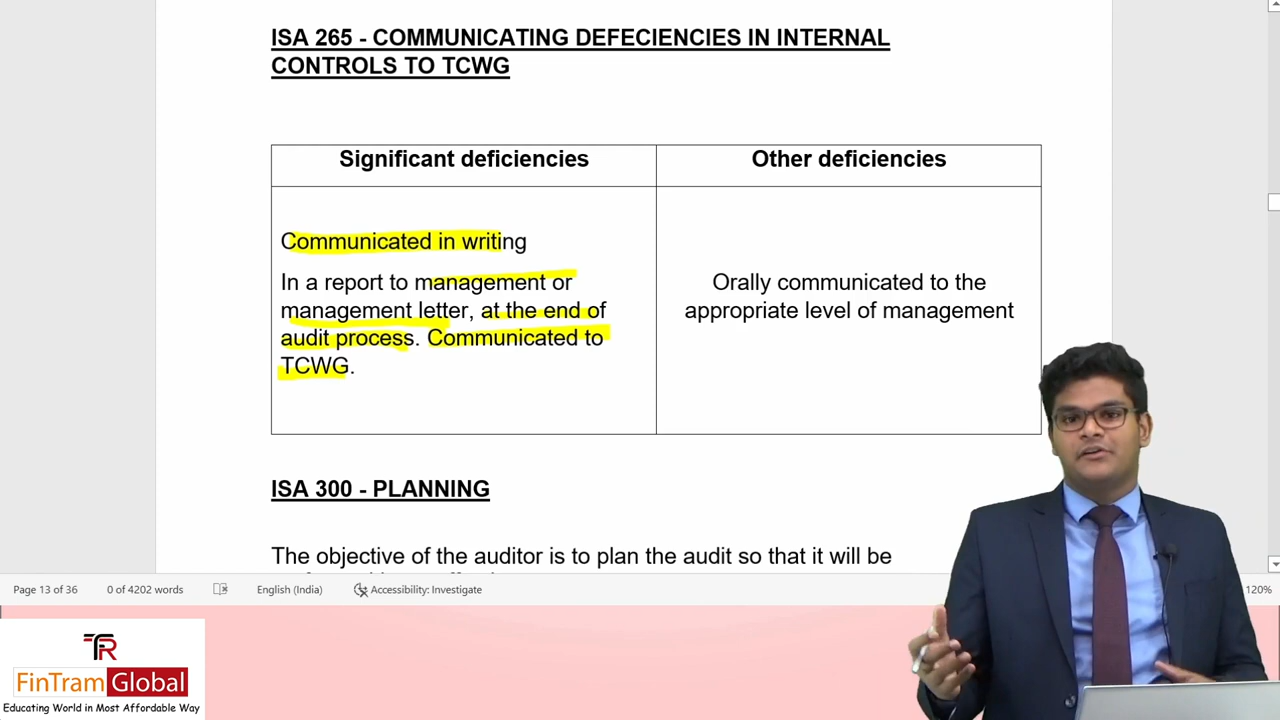 ISA 265 - COMMUNICATING DEFECIENCIES IN INTERNAL
CONTROLS TO TCWG
Significant deficiencies
Other deficiencies
Communicated in writing
In a report to management or
management letter, at the end of
audit process. Communicated to
TCWG.
Orally communicated to the
appropriate level of management
ISA 300 - PLANNING
The objective of the auditor is to plan the audit so that it will be
Page 13 of 36
0 of 4202 words
English (India)
Accessibility: Investigate
120%
FinTram Global
Educating World in Most Affordable Way